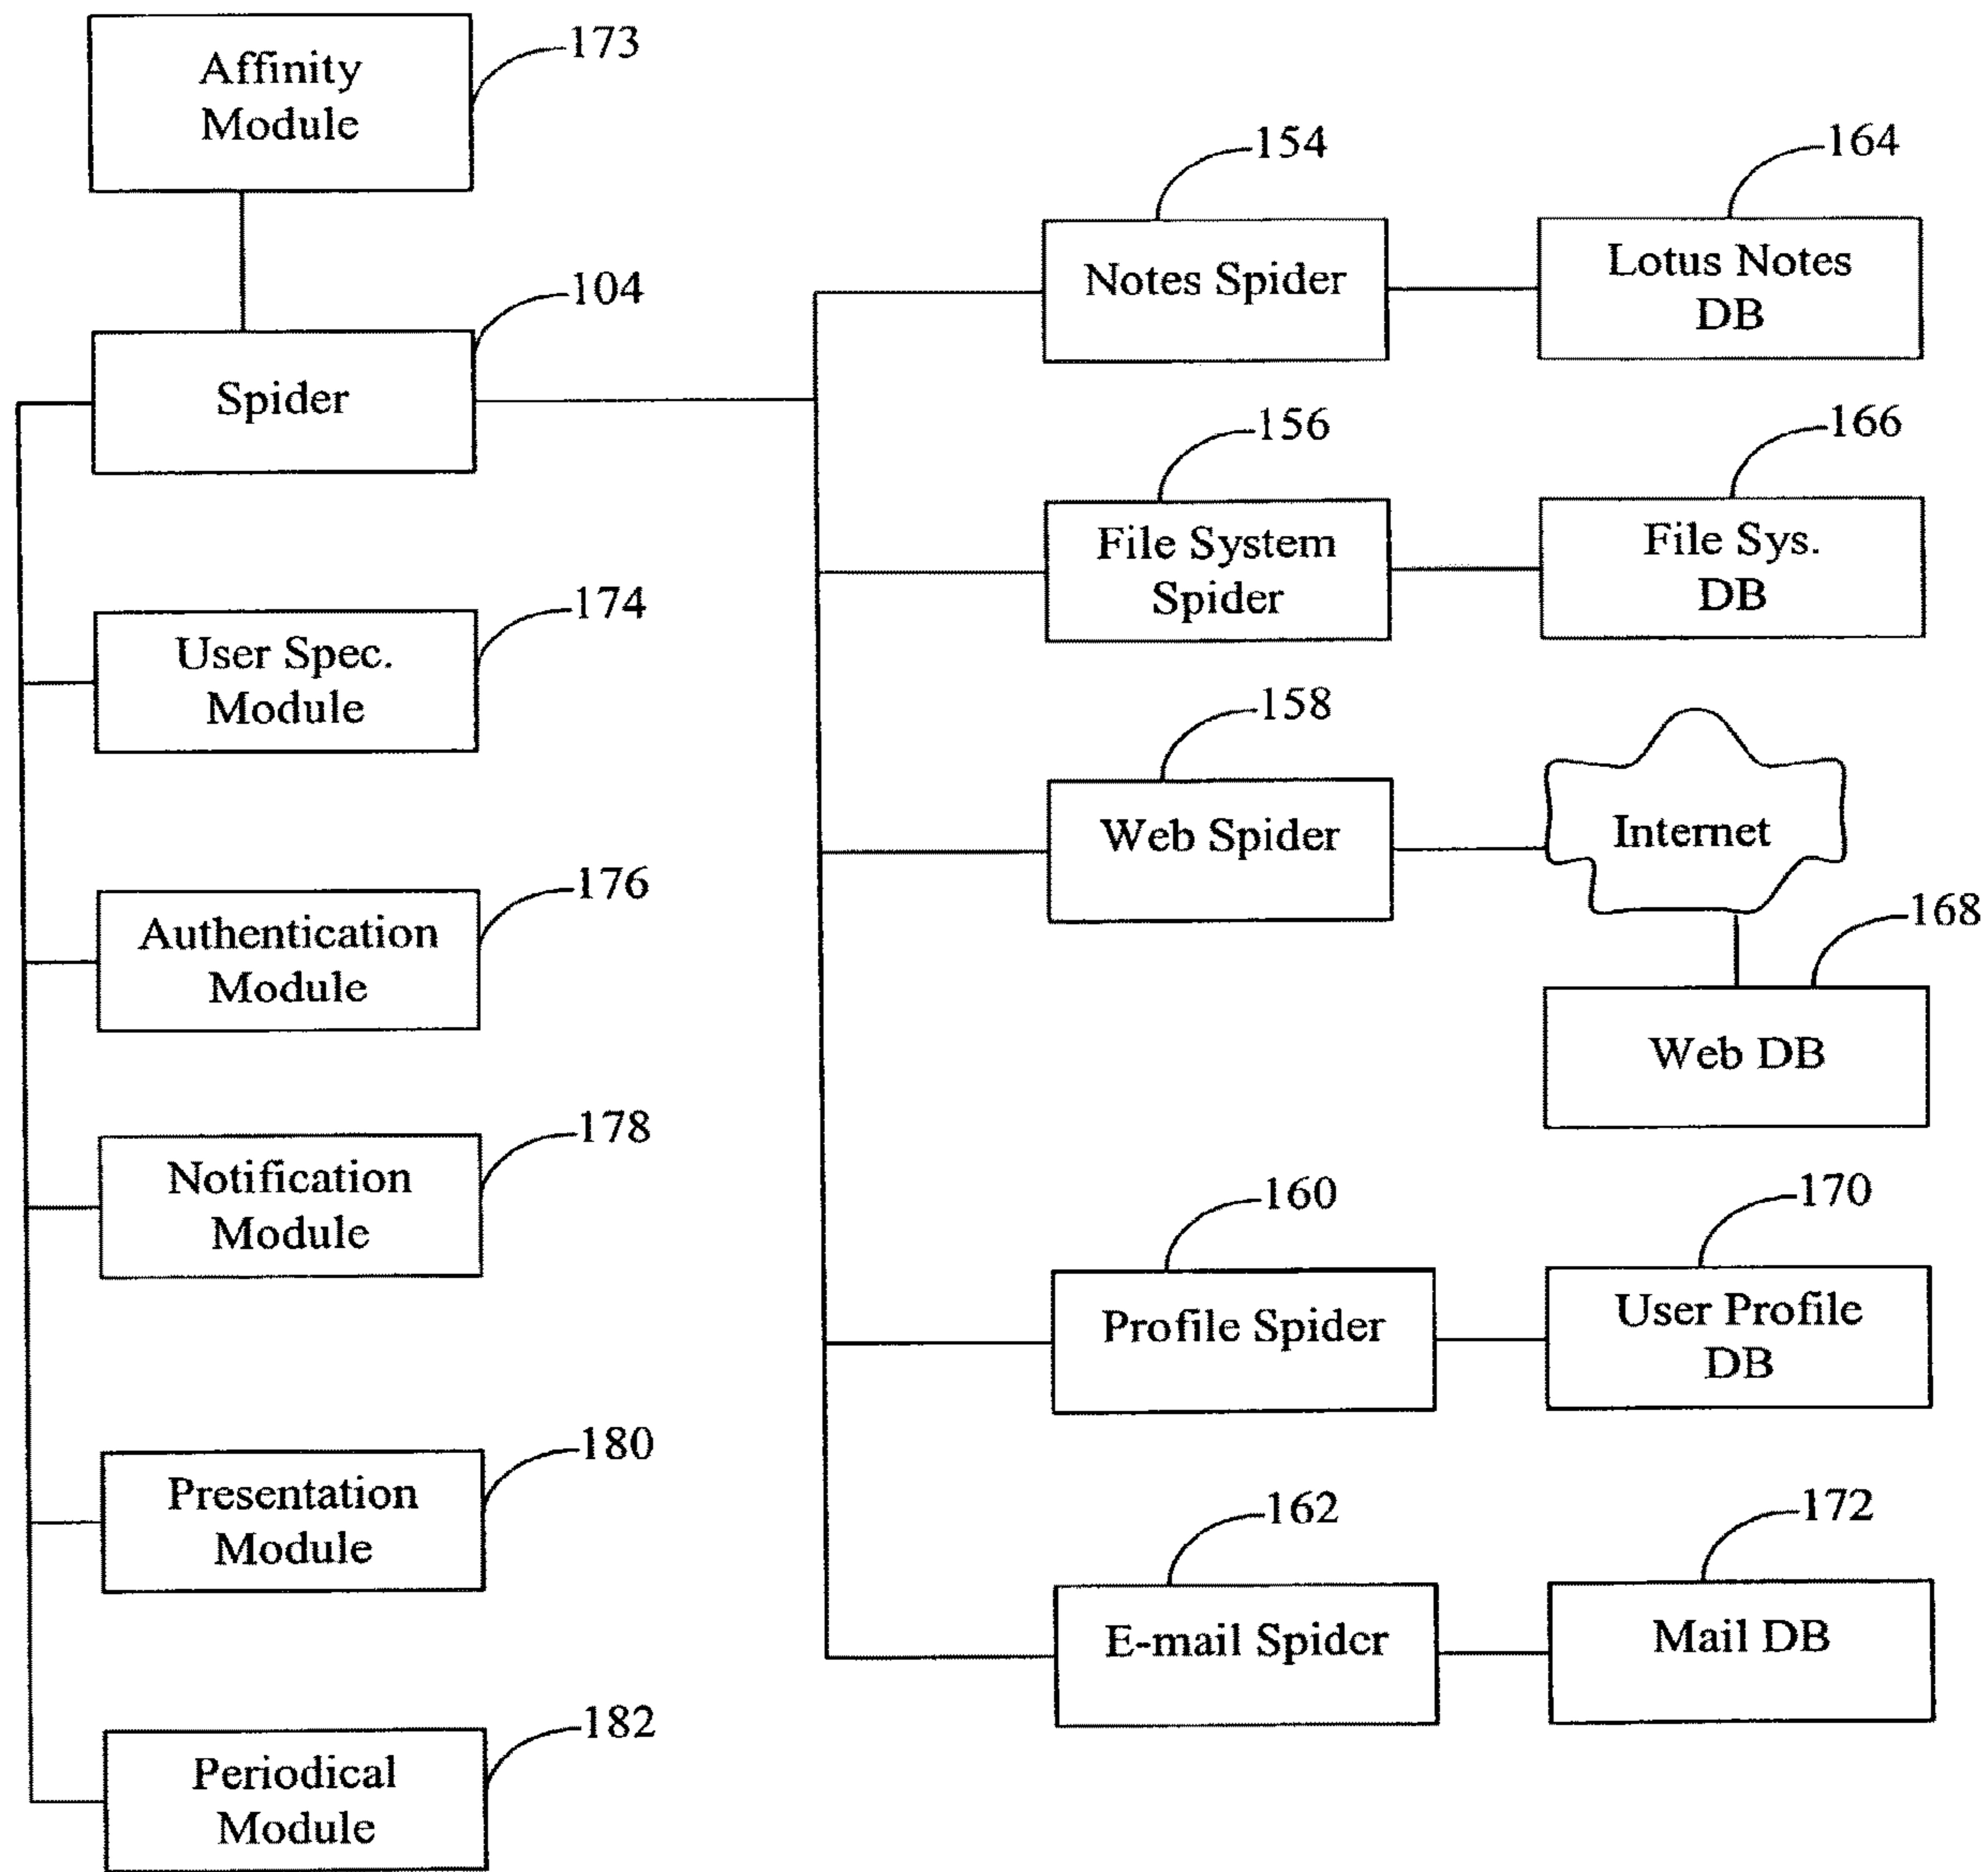 Affinity
Module
173
Spider
104
User Spec.
Module
174
Authentication
Module
176
Notification
Module
178
Presentation
Module
180
Periodical
Module
182
154
Notes Spider
164
Lotus Notes
DB
156
File System
Spider
166
File Sys.
DB
158
Web Spider
Internet
168
Web DB
160
Profile Spider
170
User Profile
DB
162
E-mail Spider
172
Mail DB